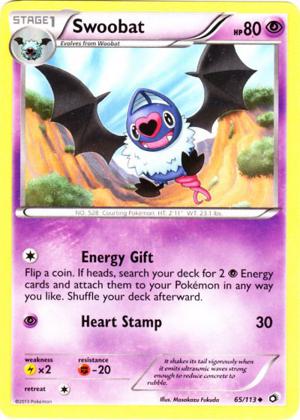 STAGE1
Swoobat
HP80
Evolves from Woobat
NO. 528 Courting Pokémon HT: 2'11" WT: 23.1 lbs.
Energy Gift
Flip a coin. If heads, search your deck for 2 Energy
cards and attach them to your Pokémon in any way
you like. Shuffle your deck afterward.
Heart Stamp 30
weakness
×2
resistance
-20
retreat
It shakes its tail vigorously when
it emits ultrasonic waves strong
enough to reduce concrete to
rubble.
©2013 Pokémon
Illus. Masakazu Fukuda
65/113